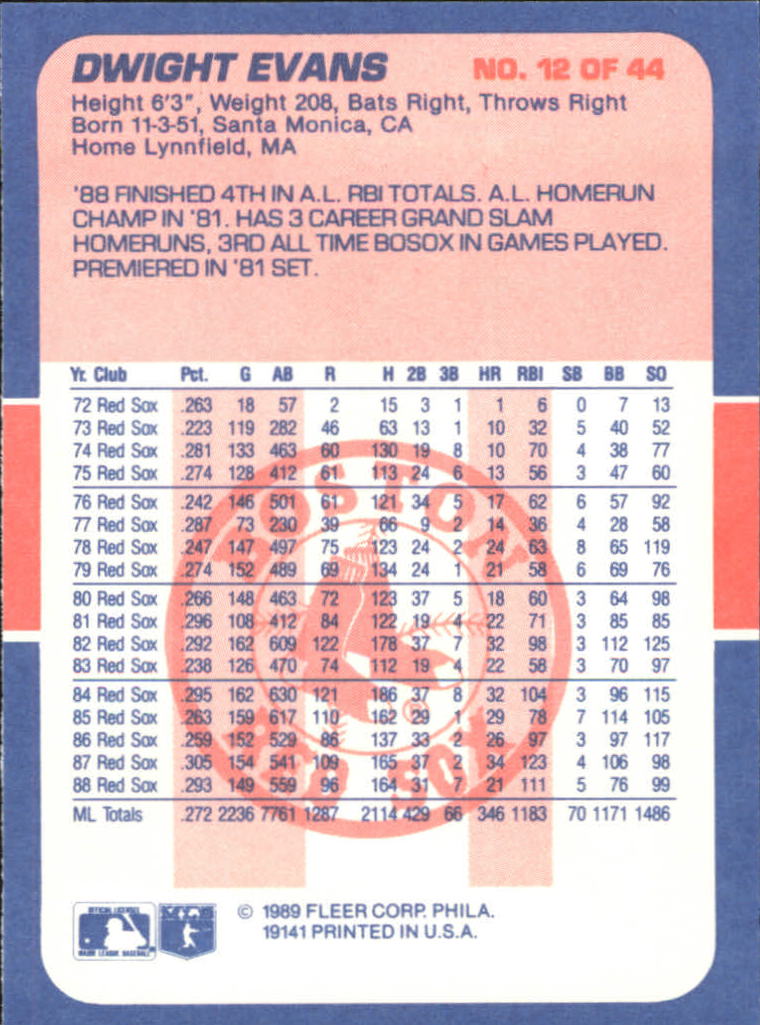 DWIGHT EVANS NO. 12 OF 44
Height 6'3", Weight 208, Bats Right, Throws Right
Born 11-3-51, Santa Monica, CA
Home Lynnfield, MA
'88 FINISHED 4TH IN A.L. RBI TOTALS. A.L. HOMERUN
CHAMP IN '81. HAS 3 CAREER GRAND SLAM
HOMERUNS, 3RD ALL TIME BOSOX IN GAMES PLAYED.
PREMIERED IN '81 SET.
Yr. Club Pct. G AB R H 2B 3B HR RBI SB BB SO
72 Red Sox .263 18 57 2 15 3 1 1 6 0 7 13
73 Red Sox .223 119 282 46 63 13 1 10 32 5 40 52
74 Red Sox .281 133 463 60 130 19 8 10 70 4 38 77
75 Red Sox .274 128 412 61 113 24 6 13 56 3 47 60
76 Red Sox .242 146 501 61 121 34 5 17 62 6 57 92
77 Red Sox .287 73 230 39 66 9 2 14 36 4 28 58
78 Red Sox .247 147 497 75 123 24 2 24 63 8 65 119
79 Red Sox .274 152 489 69 134 24 1 21 58 6 69 76
80 Red Sox .266 148 463 72 123 37 5 18 60 3 64 98
81 Red Sox .296 108 412 84 122 19 4 22 71 3 85 85
82 Red Sox .292 162 609 122 178 37 7 32 98 3 112 125
83 Red Sox .238 126 470 74 112 19 4 22 58 3 70 97
84 Red Sox .295 162 630 121 186 37 8 32 104 3 96 115
85 Red Sox .263 159 617 110 162 29 1 29 78 7 114 105
86 Red Sox .259 152 529 86 137 33 2 26 97 3 97 117
87 Red Sox .305 154 541 109 165 37 2 34 123 4 106 98
88 Red Sox .293 149 559 96 164 31 7 21 111 5 76 99
ML Totals .272 2236 7761 1287 2114 429 66 346 1183 70 1171 1486
BOSTON
RED SOX
®
OFFICIAL LICENSEE
MAJOR LEAGUE BASEBALL
© 1989 FLEER CORP. PHILA.
19141 PRINTED IN U.S.A.